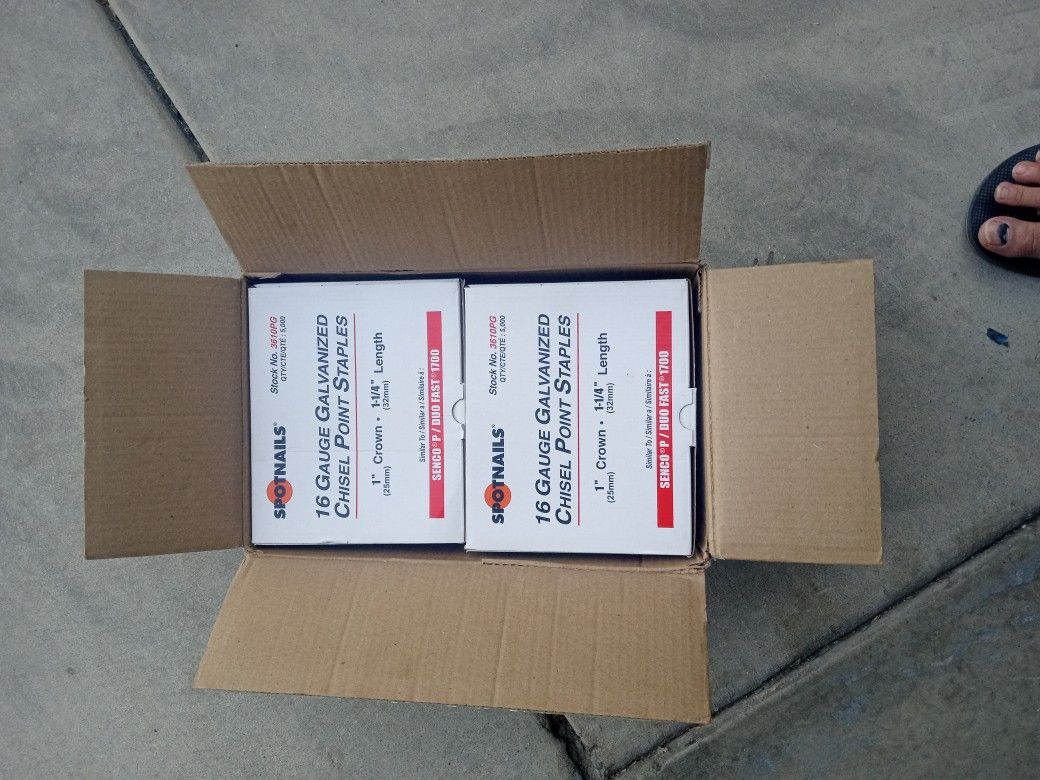 SPOTNAILS®
Stock No. 3610PG
QTY/CTE/QTÉ : 5,000
16 GAUGE GALVANIZED
CHISEL POINT STAPLES
1" Crown • 1-1/4" Length
(25mm) (32mm)
Similar To / Similar a / Similaire à :
SENCO® P / DUO FAST® 1700
SPOTNAILS®
Stock No. 3610PG
QTY/CTE/QTÉ : 5,000
16 GAUGE GALVANIZED
CHISEL POINT STAPLES
1" Crown • 1-1/4" Length
(25mm) (32mm)
Similar To / Similar a / Similaire à :
SENCO® P / DUO FAST® 1700